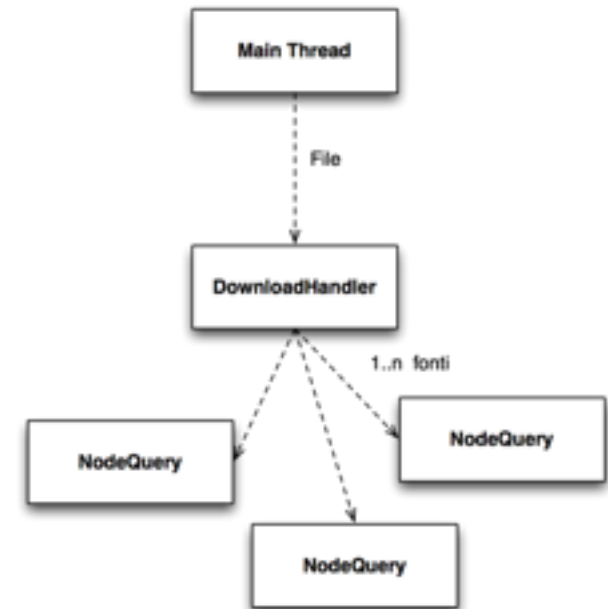 Main Thread
File
DownloadHandler
1..n fonti
NodeQuery
NodeQuery
NodeQuery